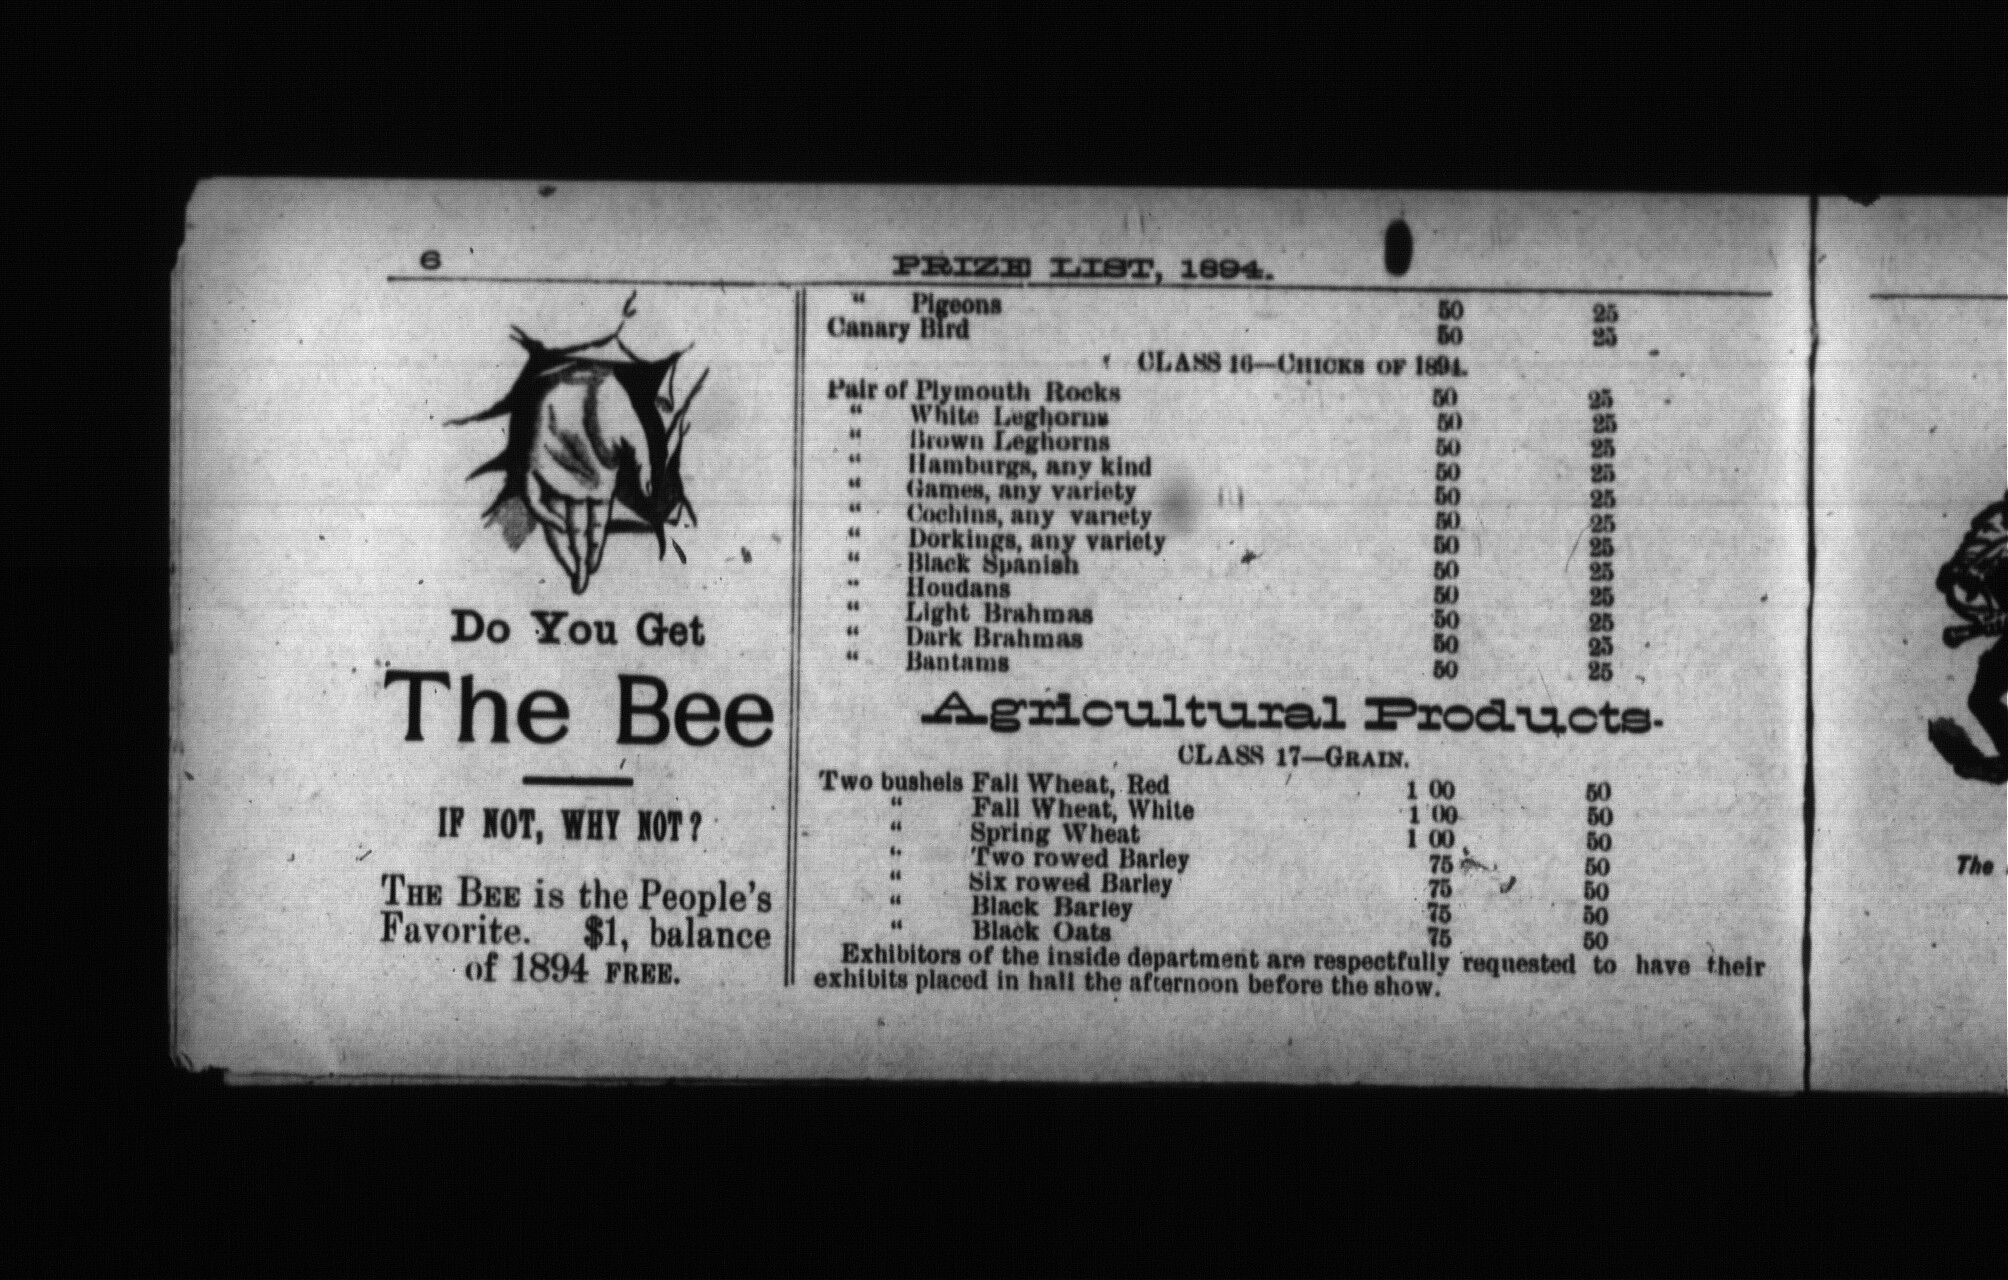 6
PRIZE LIST, 1894.
Do You Get
The Bee
IF NOT, WHY NOT?
THE BEE is the People's
Favorite. $1, balance
of 1894 FREE.
“ Pigeons 50 25
Canary Bird 50 25
CLASS 16—CHICKS OF 1894.
Pair of Plymouth Rocks 50 25
“ White Leghorns 50 25
“ Brown Leghorns 50 25
“ Hamburgs, any kind 50 25
“ Games, any variety 50 25
“ Cochins, any variety 50 25
“ Dorkings, any variety 50 25
“ Black Spanish 50 25
“ Houdans 50 25
“ Light Brahmas 50 25
“ Dark Brahmas 50 25
“ Bantams 50 25
Agricultural Products.
CLASS 17—GRAIN.
Two bushels Fall Wheat, Red 1 00 50
“ Fall Wheat, White 1 00 50
“ Spring Wheat 1 00 50
“ Two rowed Barley 75 50
“ Six rowed Barley 75 50
“ Black Barley 75 50
“ Black Oats 75 50
Exhibitors of the inside department are respectfully requested to have their
exhibits placed in hall the afternoon before the show.
The